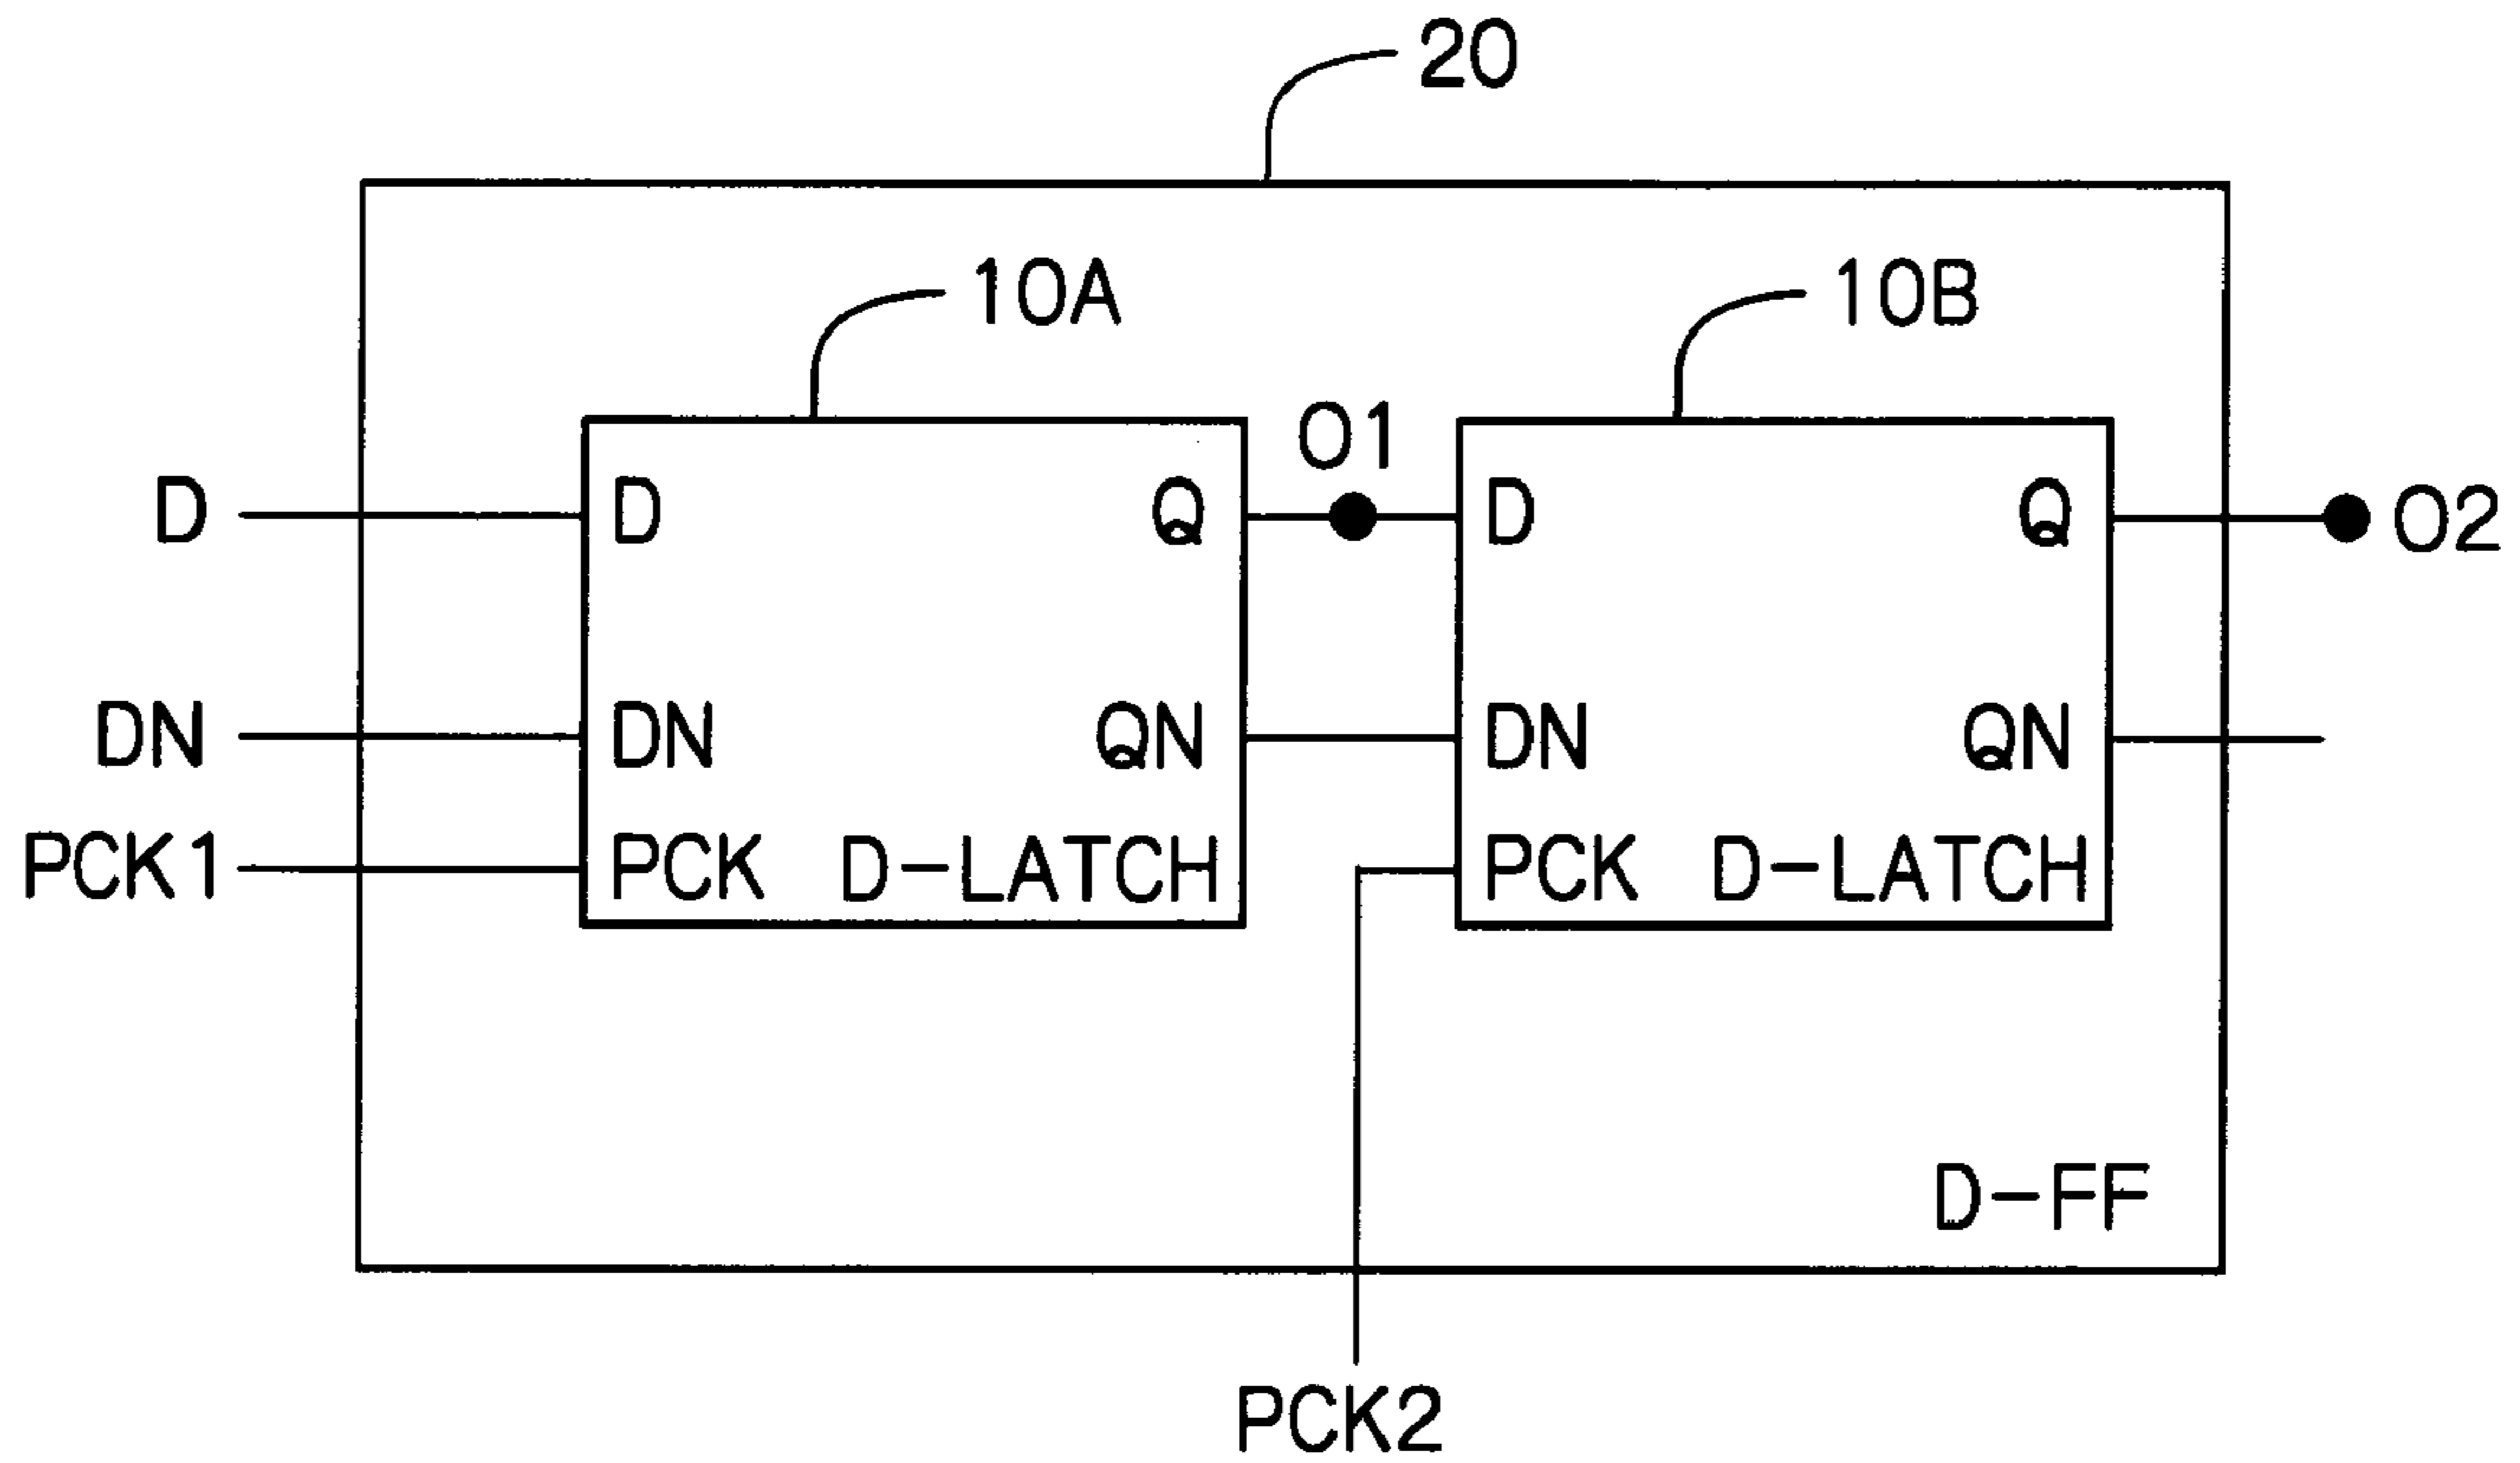 20
10A
10B
O1
D
D
Q
D
Q
O2
DN
DN
QN
DN
QN
PCK1
PCK
D-LATCH
PCK
D-LATCH
D-FF
PCK2